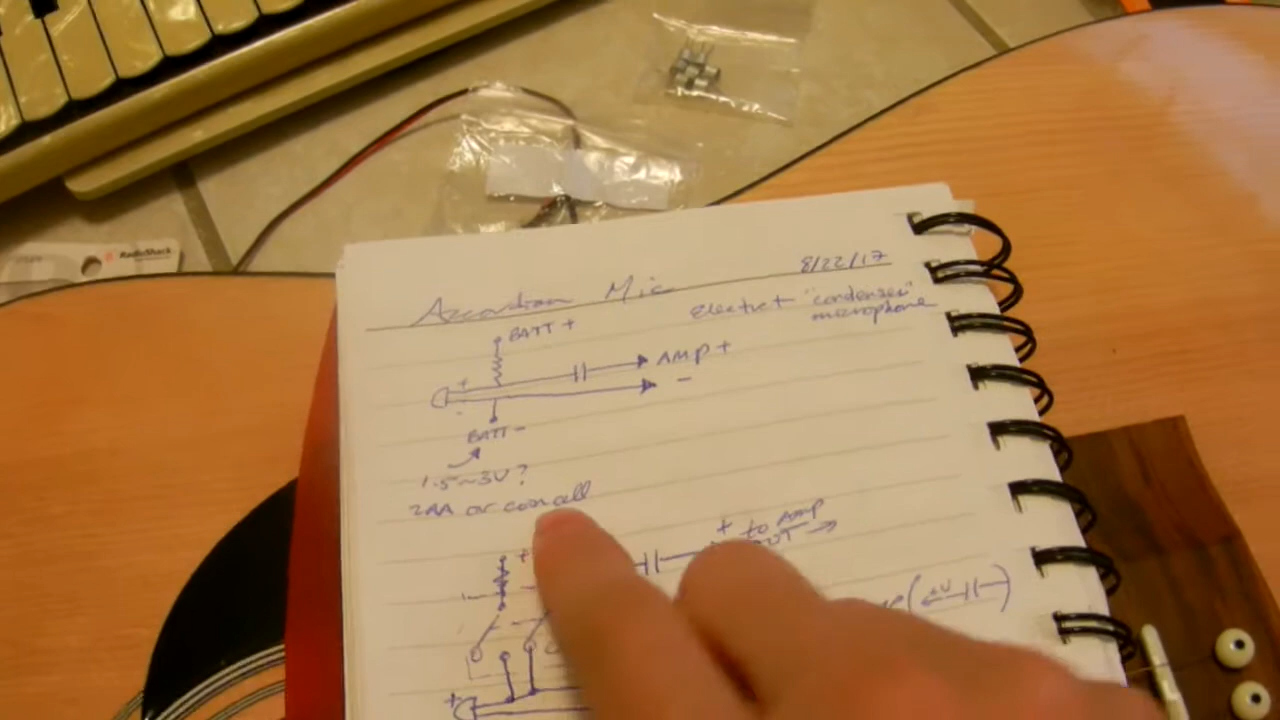 RadioShack
8/22/17
Accordion Mic
Electret "condenser"
microphone
BATT +
AMP +
-
+
-
BATT -
1.5~3V?
2AA or coin cell
+ to AMP
+
+